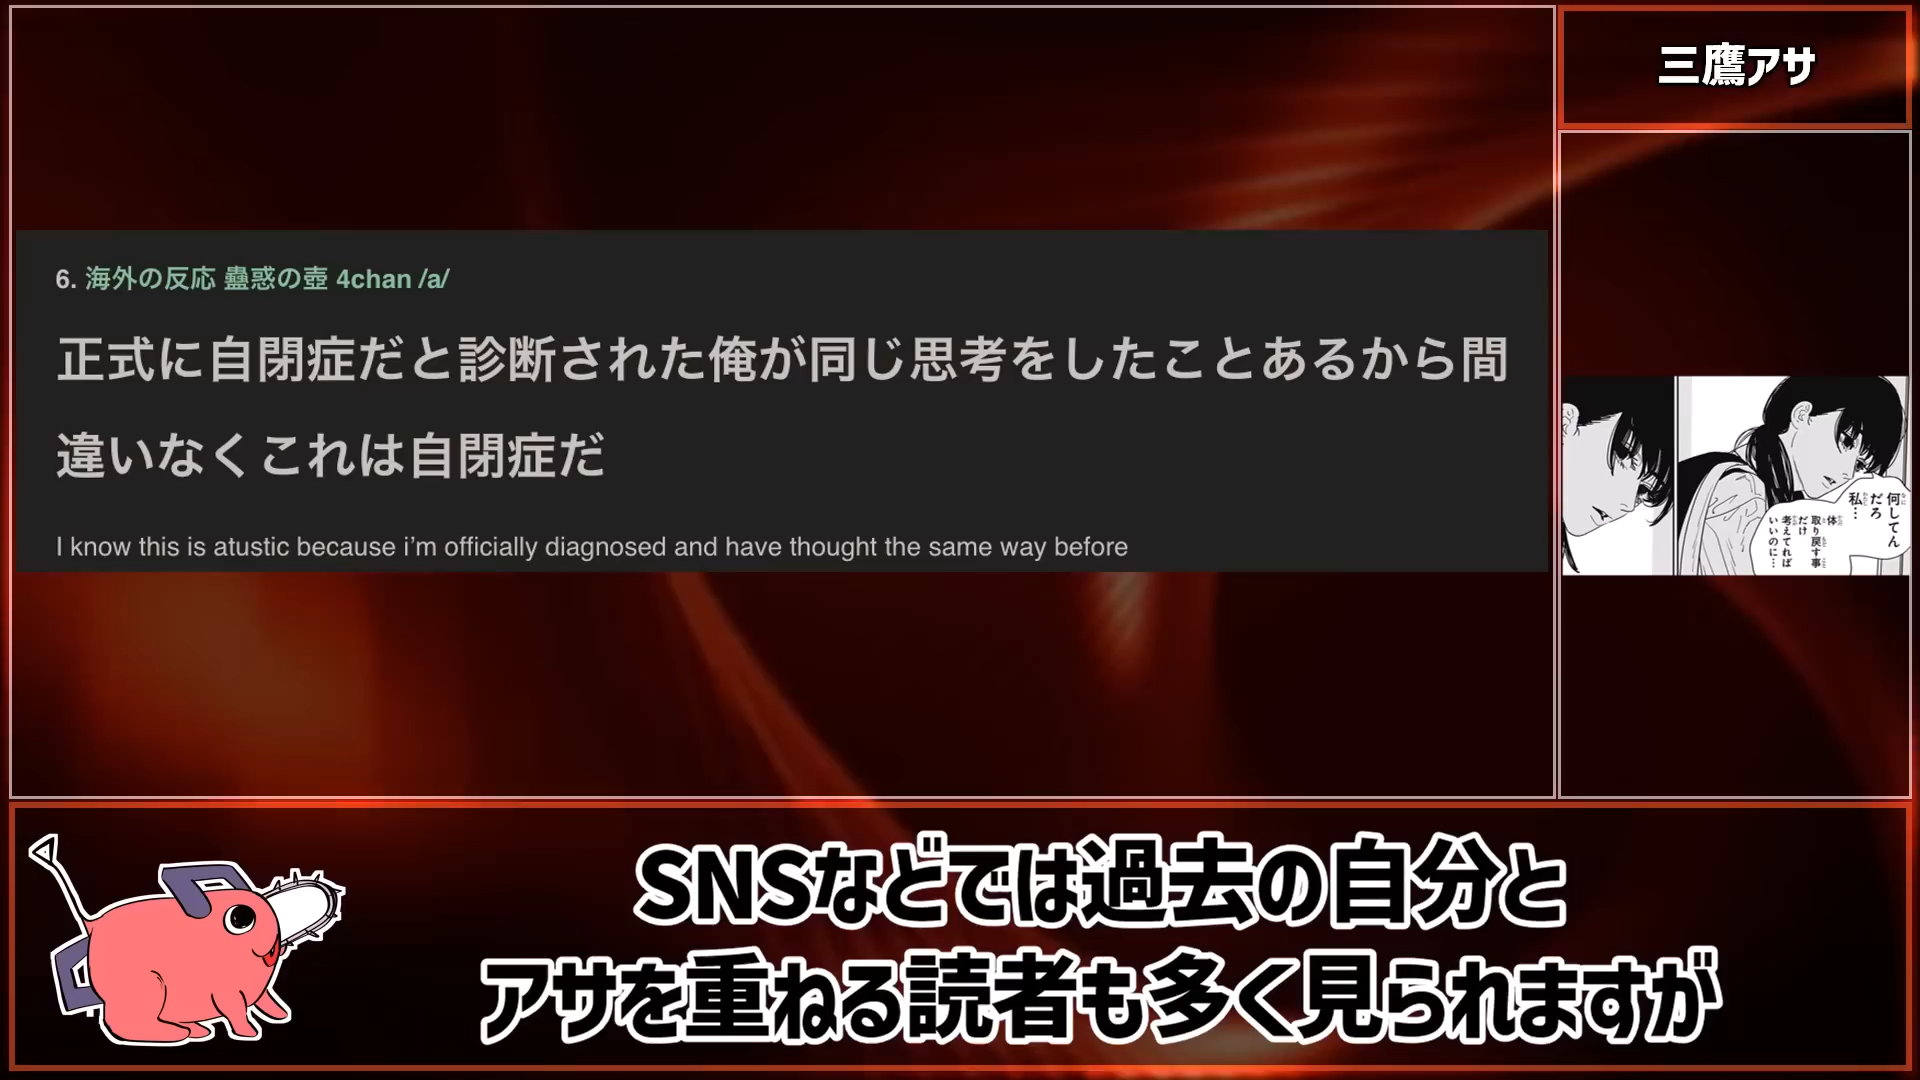 三鷹アサ
6. 海外の反応 蠱惑の壺 4chan /a/
正式に自閉症だと診断された俺が同じ思考をしたことあるから間
違いなくこれは自閉症だ
I know this is atustic because i’m officially diagnosed and have thought the same way before
何してん
だろ
私…
体
取り戻す事
だけ
考えてれば
いいのに…
SNSなどでは過去の自分と
アサを重ねる読者も多く見られますが